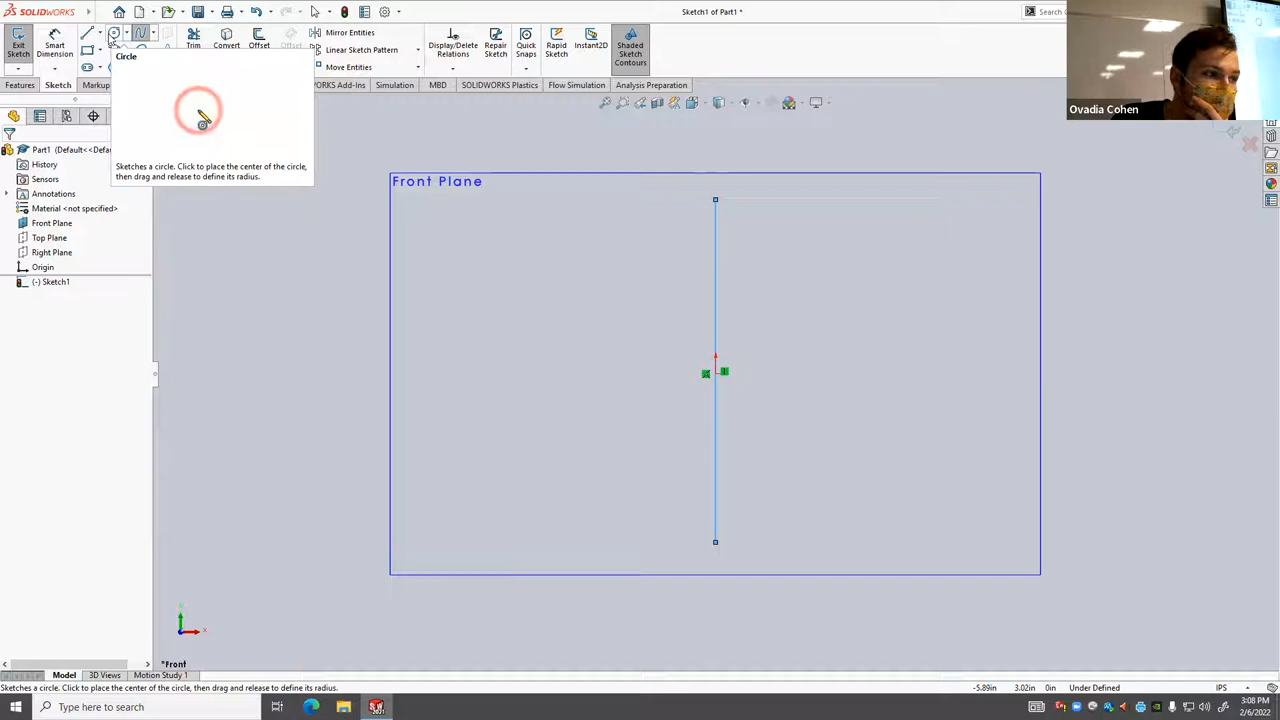 SOLIDWORKS
Sketch1 of Part1 *
Search
Exit Sketch
Smart Dimension
Trim
Convert
Offset
Mirror Entities
Linear Sketch Pattern
Move Entities
Display/Delete Relations
Repair Sketch
Quick Snaps
Rapid Sketch
Instant2D
Shaded Sketch Contours
Circle
Sketches a circle. Click to place the center of the circle, then drag and release to define its radius.
Features
Sketch
Markup
SOLIDWORKS Plastics
Simulation
MBD
Flow Simulation
Analysis Preparation
Ovadia Cohen
Part1 (Default<<Defa
History
Sensors
Annotations
Material <not specified>
Front Plane
Top Plane
Right Plane
Origin
(-) Sketch1
Front Plane
*Front
Model
3D Views
Motion Study 1
Sketches a circle. Click to place the center of the circle, then drag and release to define its radius.
-5.89in
3.02in
0in
Under Defined
IPS
Type here to search
3:08 PM
2/6/2022